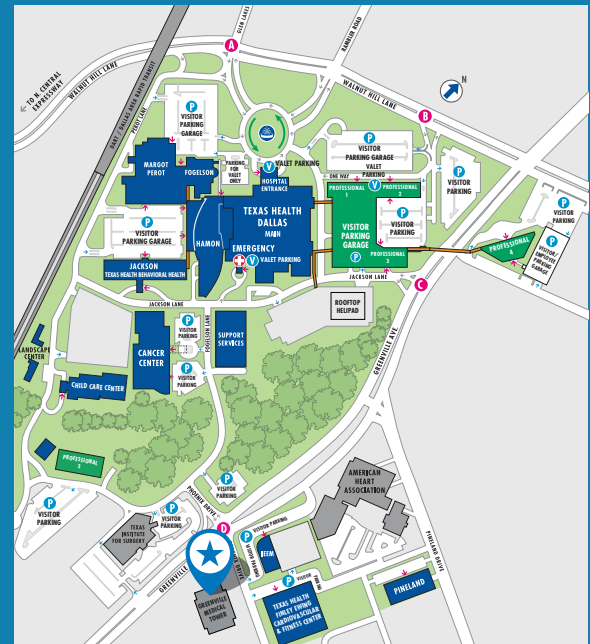 GLEN LAKES
RAMBLER ROAD
A
N
← TO N. CENTRAL
EXPRESSWAY
WALNUT HILL LANE
DART / DALLAS AREA RAPID TRANSIT
PEROT LANE
WALNUT HILL LANE
B
P
VISITOR
PARKING
GARAGE
P
VISITOR
PARKING GARAGE
VALET
PARKING
ONE WAY
MARGOT
PEROT
FOGELSON
PARKING
FOR
VALET
ONLY
V
VALET PARKING
HOSPITAL
ENTRANCE
PROFESSIONAL
1
V
PROFESSIONAL
2
P
VISITOR
PARKING
P
VISITOR
PARKING
P
VISITOR
PARKING GARAGE
HAMON
TEXAS HEALTH
DALLAS
MAIN
EMERGENCY
V
VALET PARKING
VISITOR
PARKING
GARAGE
P
P
VISITOR
PARKING
PROFESSIONAL
3
PROFESSIONAL
4
P
VISITOR/
EMPLOYEE
PARKING
GARAGE
JACKSON
TEXAS HEALTH BEHAVIORAL HEALTH
JACKSON LANE
JACKSON LANE
C
ROOFTOP
HELIPAD
GREENVILLE AVE.
LANDSCAPE
CENTER
CANCER
CENTER
P
VISITOR
PARKING
P
VISITOR
PARKING
FOGELSON LANE
SUPPORT
SERVICES
CHILD CARE CENTER
PROFESSIONAL
5
P
VISITOR
PARKING
P
VISITOR
PARKING
PHOENIX DRIVE
P
VISITOR
PARKING
TEXAS
INSTITUTE
FOR SURGERY
D
VISITOR PARKING
P
VISITOR PARKING
IEEM
AMERICAN
HEART
ASSOCIATION
PINELAND DRIVE
GREENVILLE
DRIVE
GREENVILLE
MEDICAL
TOWER
P
VISITOR
PARKING
TEXAS HEALTH
FINLEY EWING
CARDIOVASCULAR
& FITNESS CENTER
PINELAND